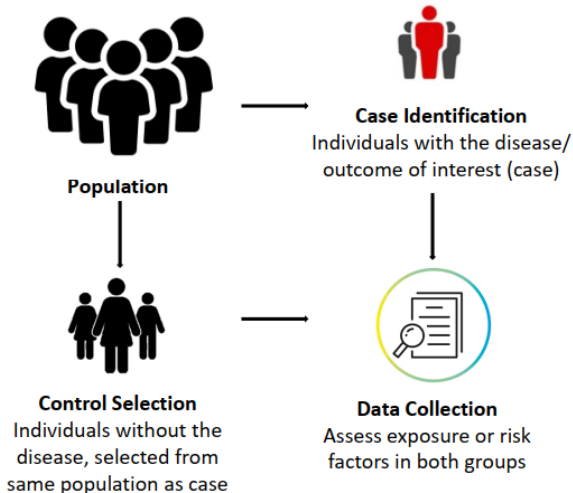 Population
Case Identification
Individuals with the disease/
outcome of interest (case)
Control Selection
Individuals without the
disease, selected from
same population as case
Data Collection
Assess exposure or risk
factors in both groups